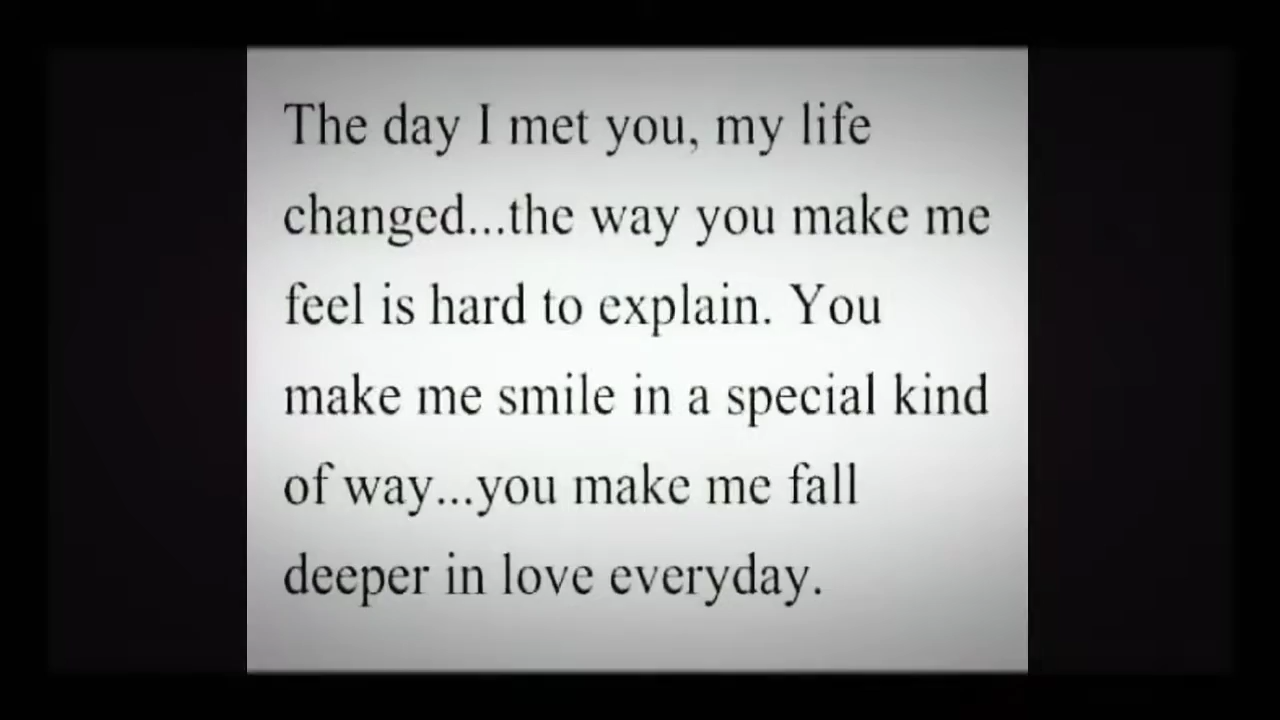 The day I met you, my life
changed...the way you make me
feel is hard to explain. You
make me smile in a special kind
of way...you make me fall
deeper in love everyday.